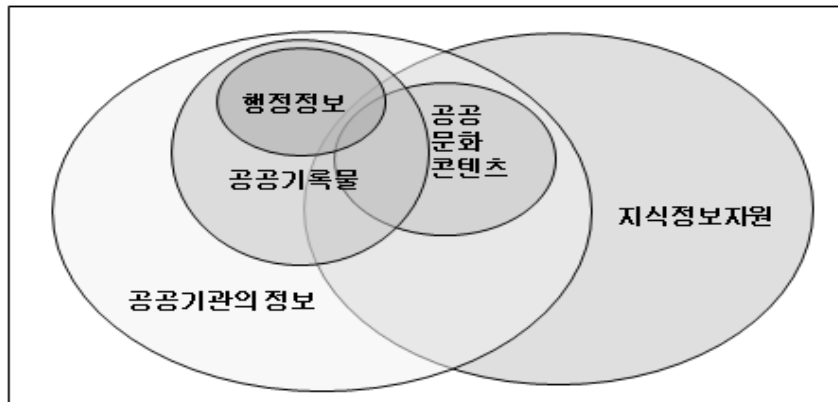 행정정보
공공
문화
콘텐츠
공공기록물
지식정보자원
공공기관의 정보